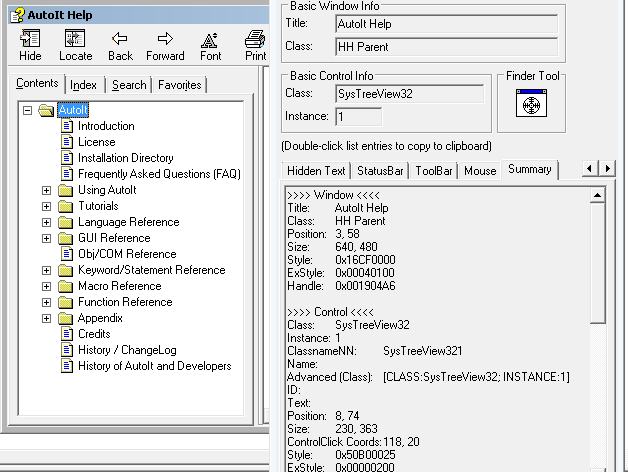 AutoIt Help
Hide
Locate
Back
Forward
Font
Print
Contents
Index
Search
Favorites
AutoIt
Introduction
License
Installation Directory
Frequently Asked Questions (FAQ)
Using AutoIt
Tutorials
Language Reference
GUI Reference
Obj/COM Reference
Keyword/Statement Reference
Macro Reference
Function Reference
Appendix
Credits
History / ChangeLog
History of AutoIt and Developers
Basic Window Info
Title: AutoIt Help
Class: HH Parent
Basic Control Info
Class: SysTreeView32
Instance: 1
Finder Tool
(Double-click list entries to copy to clipboard)
Hidden Text StatusBar ToolBar Mouse Summary
>>>> Window <<<<
Title: AutoIt Help
Class: HH Parent
Position: 3, 58
Size: 640, 480
Style: 0x16CF0000
ExStyle: 0x00040100
Handle: 0x001904A6
>>>> Control <<<<
Class: SysTreeView32
Instance: 1
ClassnameNN: SysTreeView321
Name:
Advanced (Class): [CLASS:SysTreeView32; INSTANCE:1]
ID:
Text:
Position: 8, 74
Size: 230, 363
ControlClick Coords: 118, 20
Style: 0x50B00025
ExStyle: 0x00000200